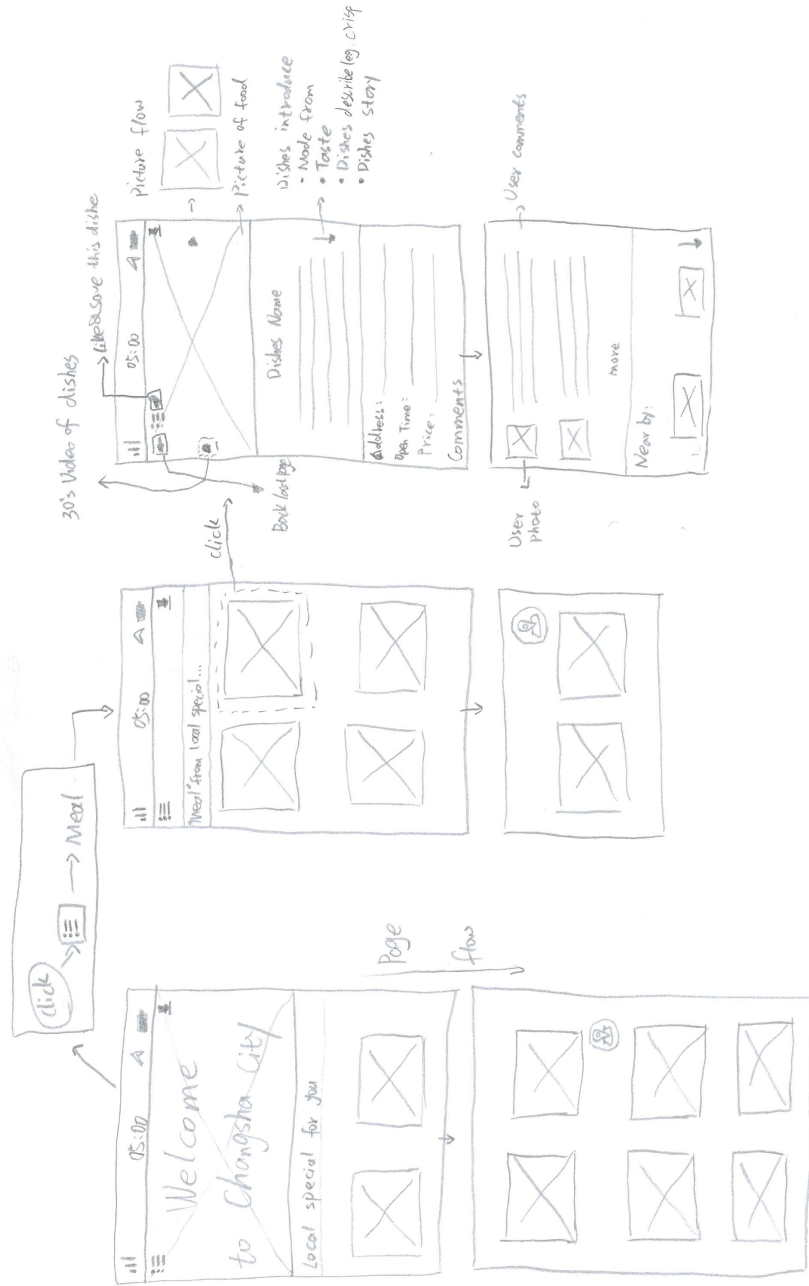 05:00
Welcome
to Changsha City
Local special for you
Page
flow
click
→
→ Meal
05:00
"Meal" from local special...
click
30's Video of dishes
→ Like & save this dishe
Back last page
05:00
Picture flow
→ Picture of food
Dishes Name
Dishes introduce
• Made from
• Taste
• Dishes describe (eg. crisp
• Dishes story
Address:
Open Time:
Price:
Comments
User
photo
→ User comments
more
Near by: